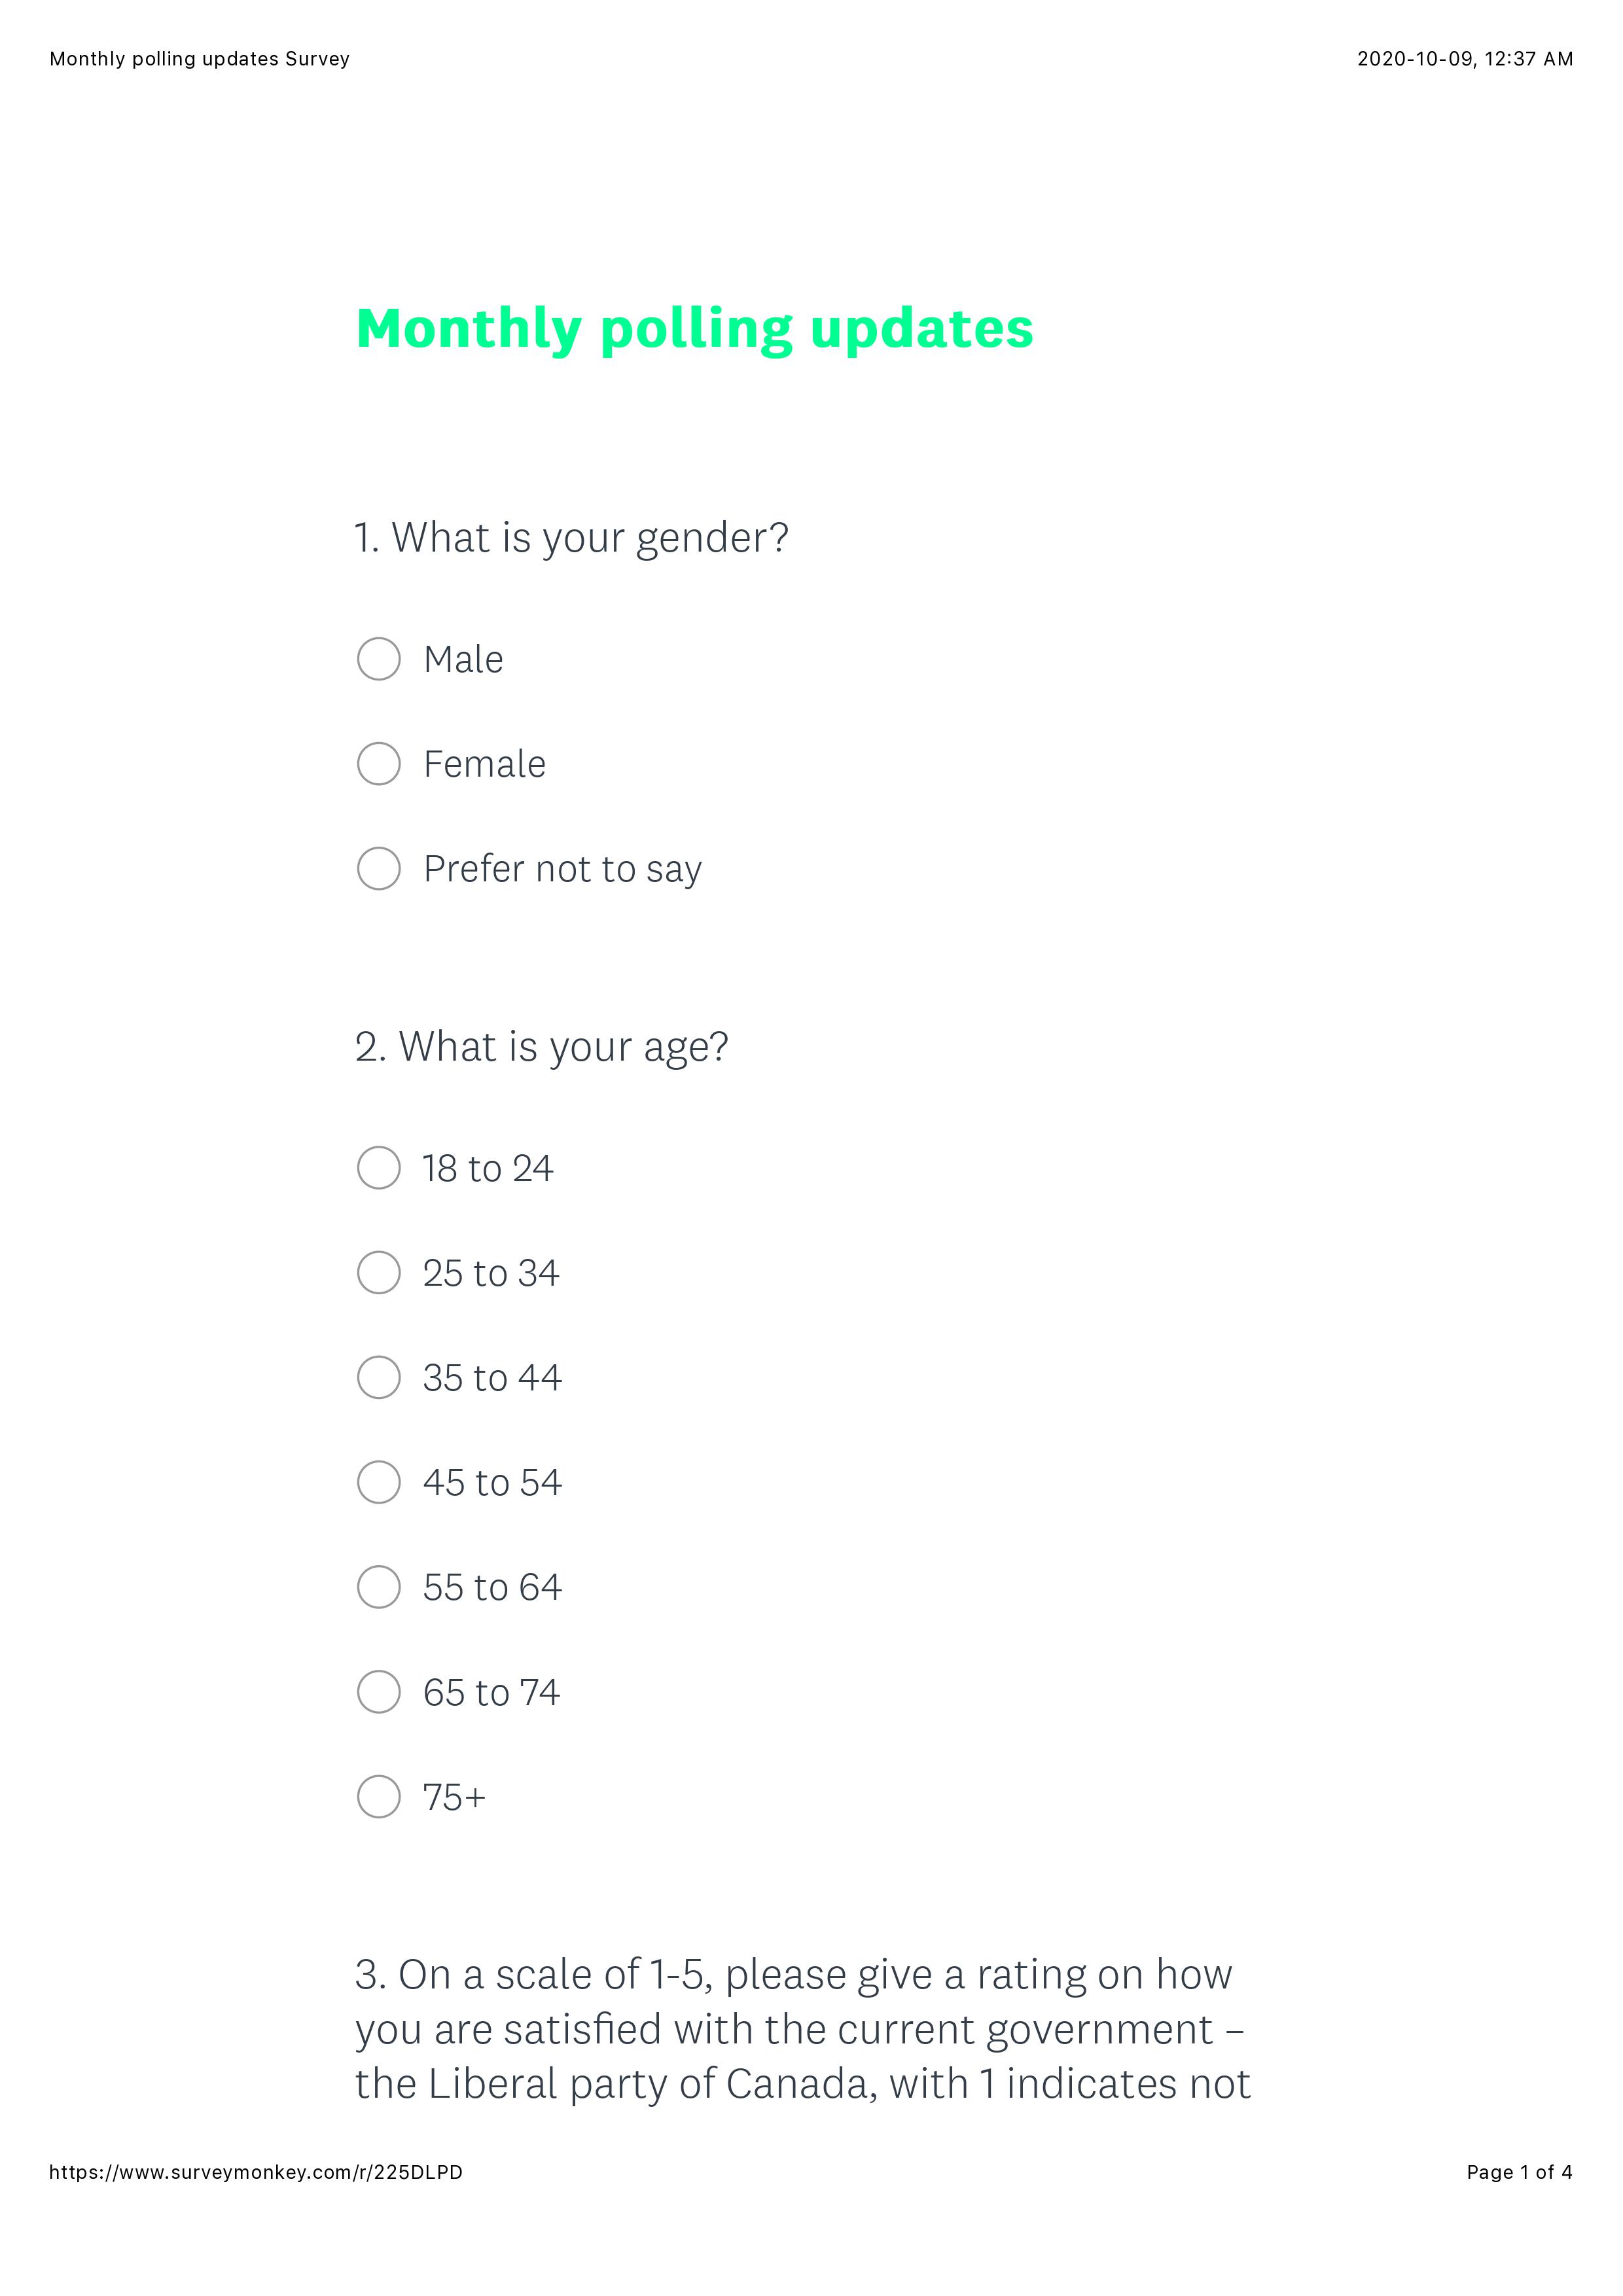 Monthly polling updates Survey
2020-10-09, 12:37 AM
Monthly polling updates
1. What is your gender?
Male
Female
Prefer not to say
2. What is your age?
18 to 24
25 to 34
35 to 44
45 to 54
55 to 64
65 to 74
75+
3. On a scale of 1-5, please give a rating on how
you are satisfied with the current government –
the Liberal party of Canada, with 1 indicates not
https://www.surveymonkey.com/r/225DLPD
Page 1 of 4